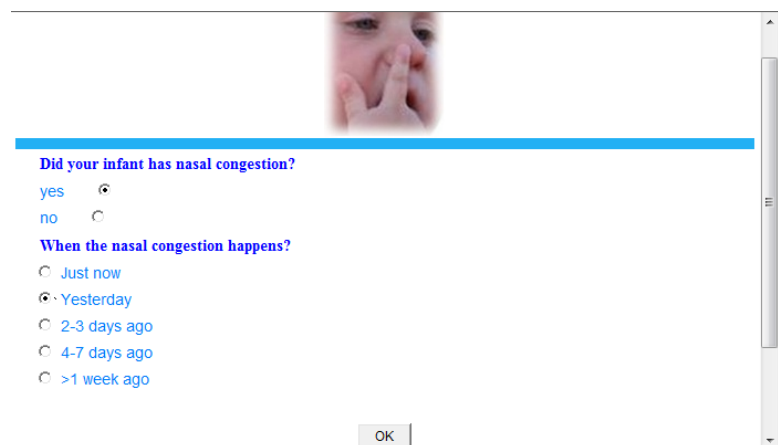 Did your infant has nasal congestion?
yes
no
When the nasal congestion happens?
Just now
Yesterday
2-3 days ago
4-7 days ago
>1 week ago
OK